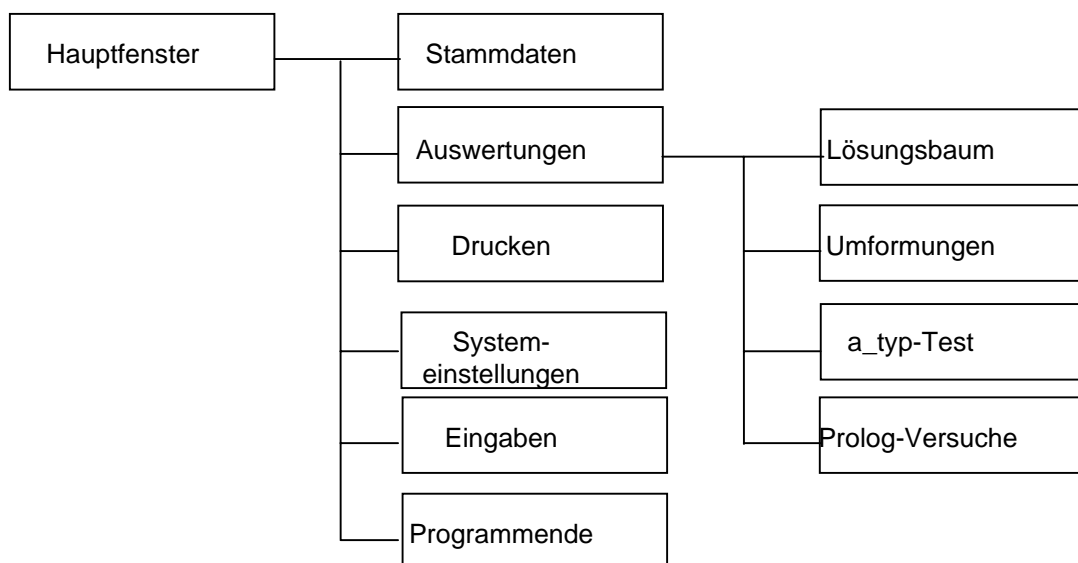 Hauptfenster
Stammdaten
Auswertungen
Lösungsbaum
Drucken
Umformungen
System-
einstellungen
a_typ-Test
Eingaben
Prolog-Versuche
Programmende